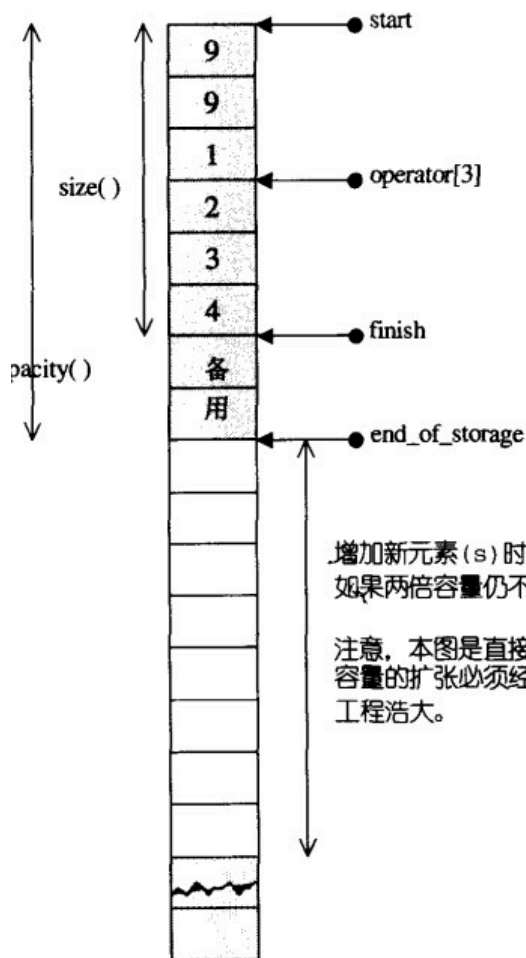 start
9
9
1
operator[3]
size( )
2
3
4
finish
pacity( )
备
用
end_of_storage
增加新元素(s)时
如果两倍容量仍不
注意,本图是直接
容量的扩张必须经
工程浩大。